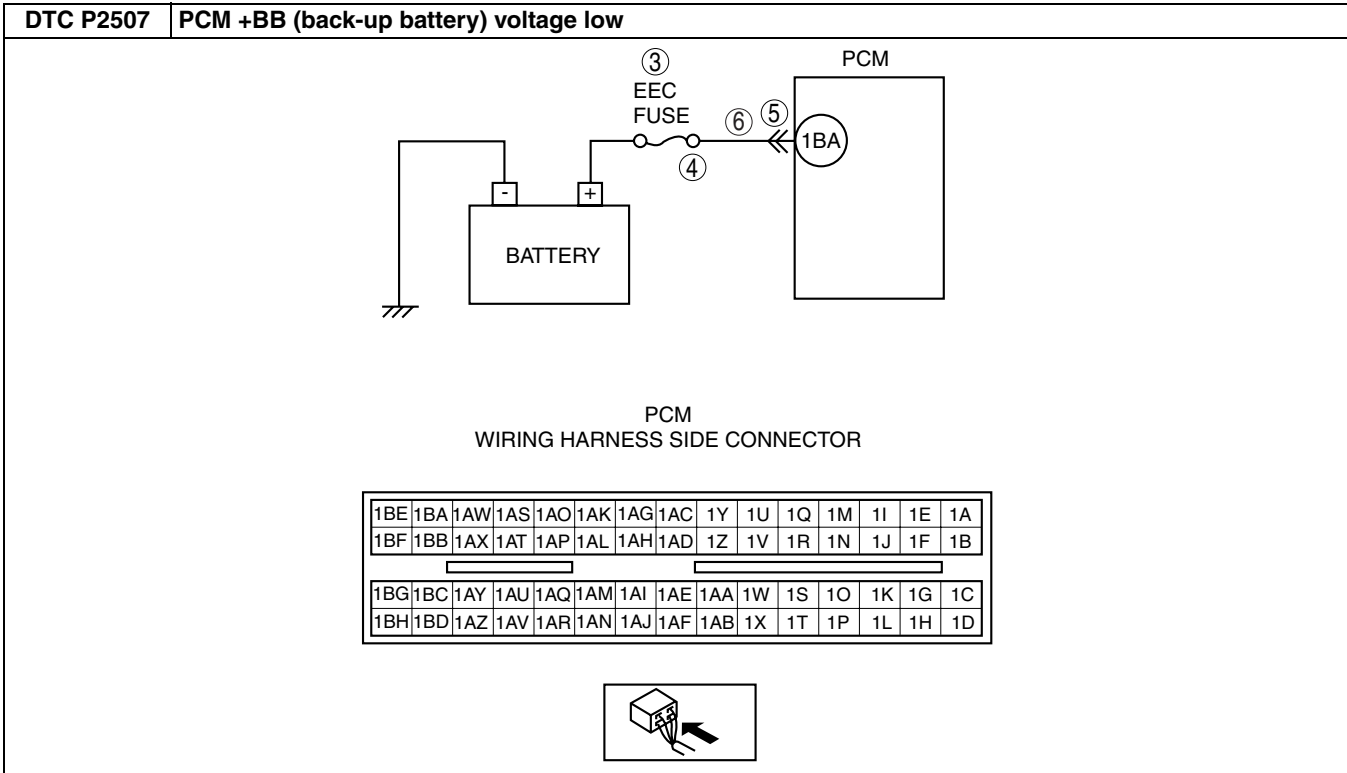 DTC P2507 PCM +BB (back-up battery) voltage low
③
EEC
FUSE
④
⑥
⑤
PCM
1BA
-
+
BATTERY
PCM
WIRING HARNESS SIDE CONNECTOR
1BE 1BA 1AW 1AS 1AO 1AK 1AG 1AC 1Y 1U 1Q 1M 1I 1E 1A
1BF 1BB 1AX 1AT 1AP 1AL 1AH 1AD 1Z 1V 1R 1N 1J 1F 1B
1BG 1BC 1AY 1AU 1AQ 1AM 1AI 1AE 1AA 1W 1S 1O 1K 1G 1C
1BH 1BD 1AZ 1AV 1AR 1AN 1AJ 1AF 1AB 1X 1T 1P 1L 1H 1D